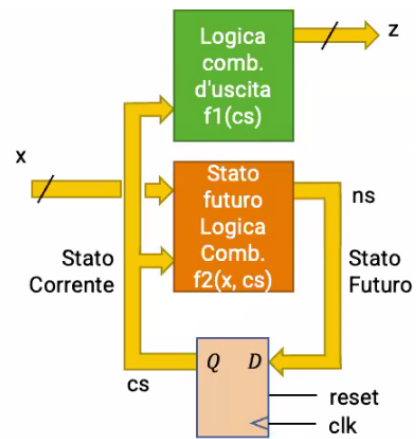 Logica
comb.
d'uscita
f1(cs)
z
x
Stato
futuro
Logica
Comb.
f2(x, cs)
ns
Stato
Corrente
Stato
Futuro
Q D
cs
reset
clk